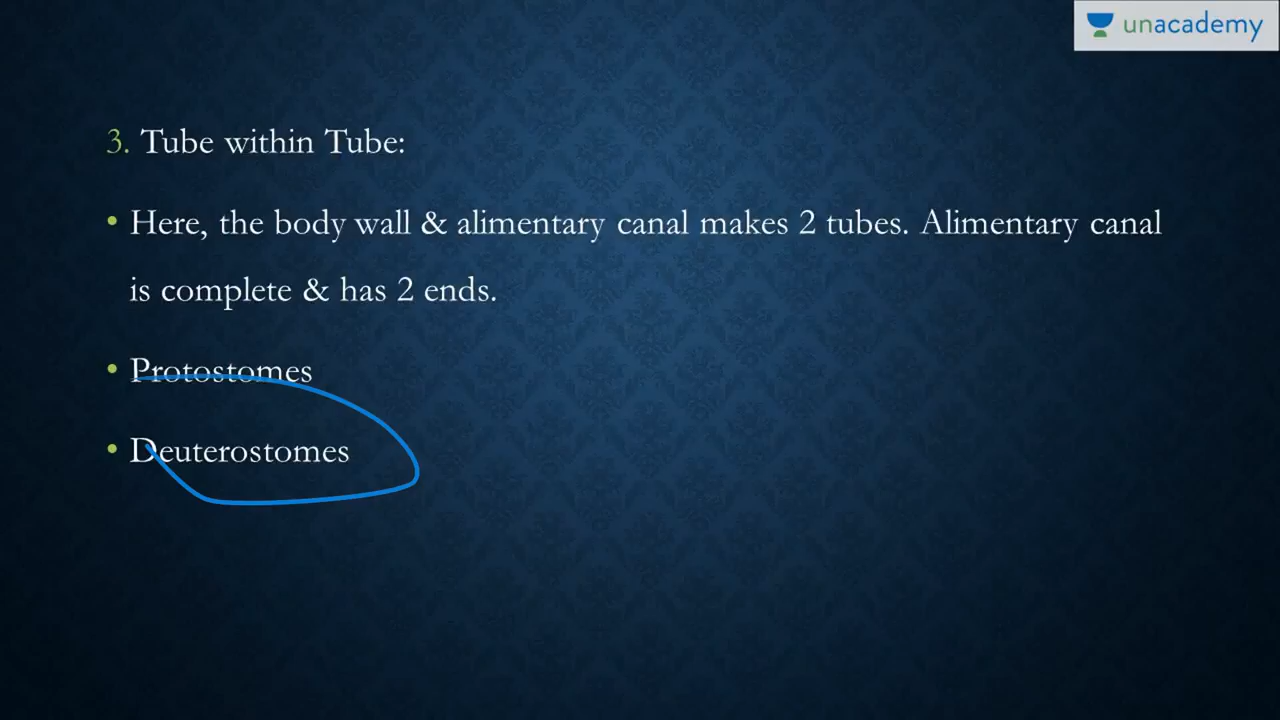 unacademy
3. Tube within Tube:
• Here, the body wall & alimentary canal makes 2 tubes. Alimentary canal
is complete & has 2 ends.
• Protostomes
• Deuterostomes